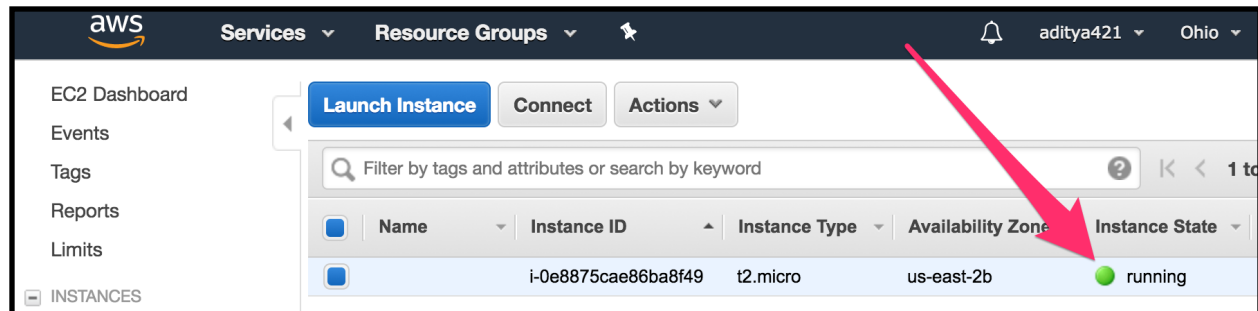 aws Services Resource Groups aditya421 Ohio
EC2 Dashboard
Events
Tags
Reports
Limits
INSTANCES
Launch Instance Connect Actions
Filter by tags and attributes or search by keyword ? 1 to
Name Instance ID Instance Type Availability Zone Instance State
i-0e8875cae86ba8f49 t2.micro us-east-2b running